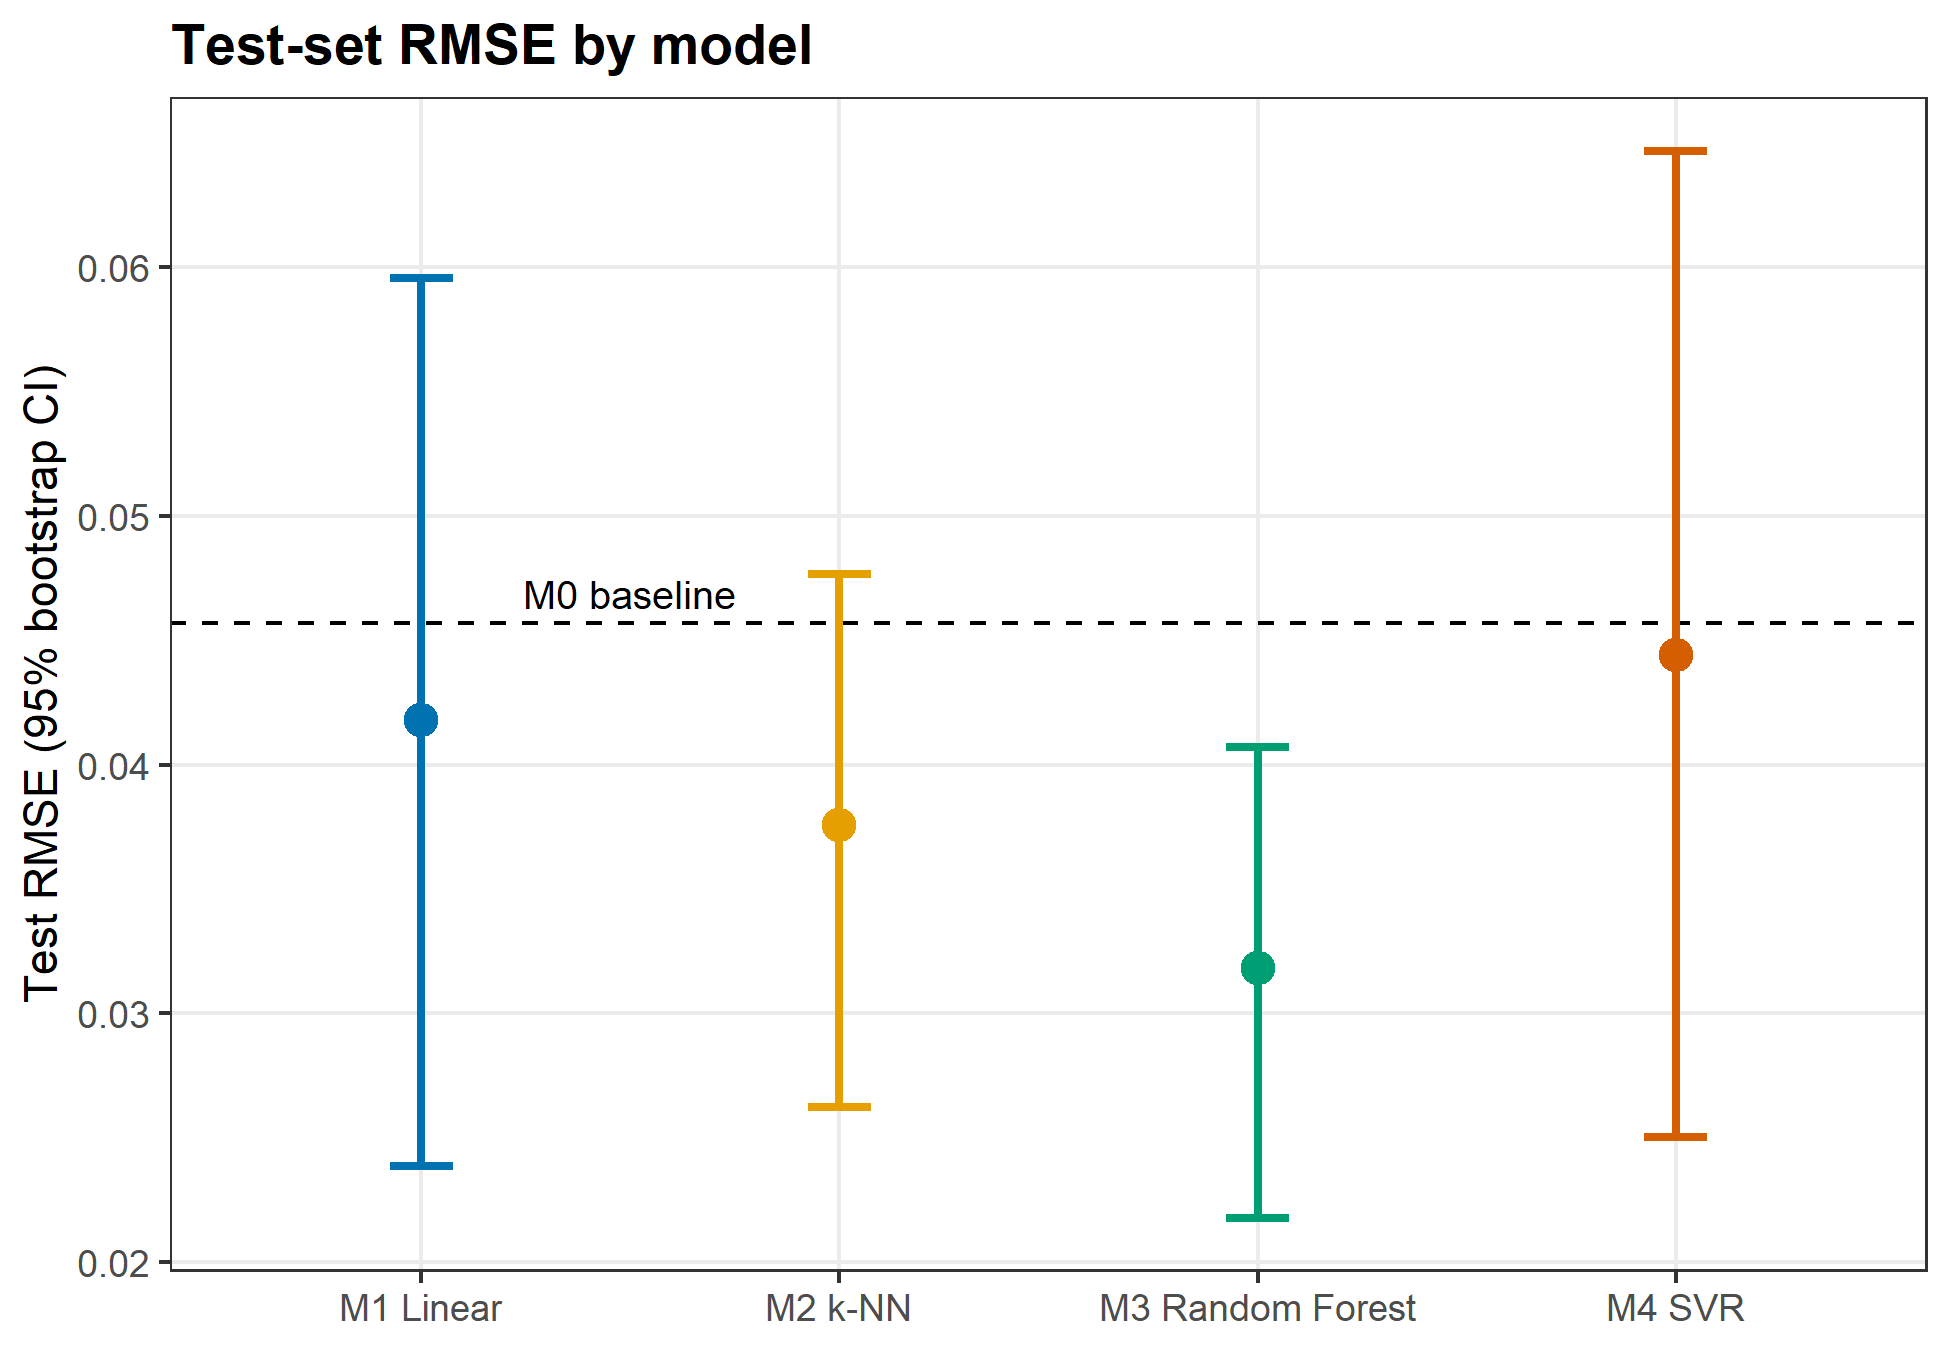 Test-set RMSE by model
Test RMSE (95% bootstrap CI)
0.06
0.05
0.04
0.03
0.02
M0 baseline
M1 Linear
M2 k-NN
M3 Random Forest
M4 SVR